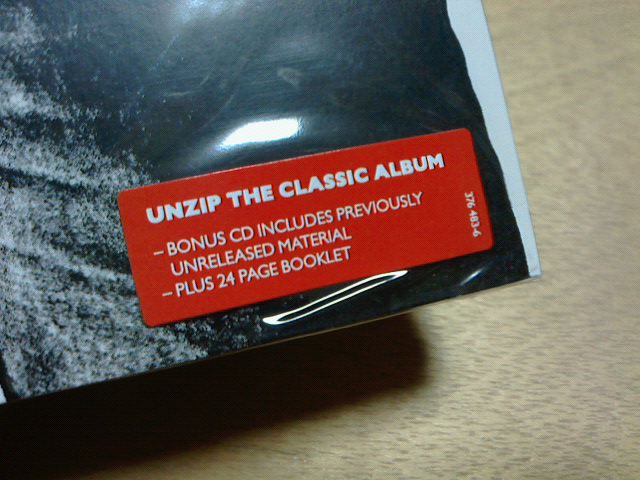 UNZIP THE CLASSIC ALBUM
– BONUS CD INCLUDES PREVIOUSLY
UNRELEASED MATERIAL
– PLUS 24 PAGE BOOKLET
376 483-6